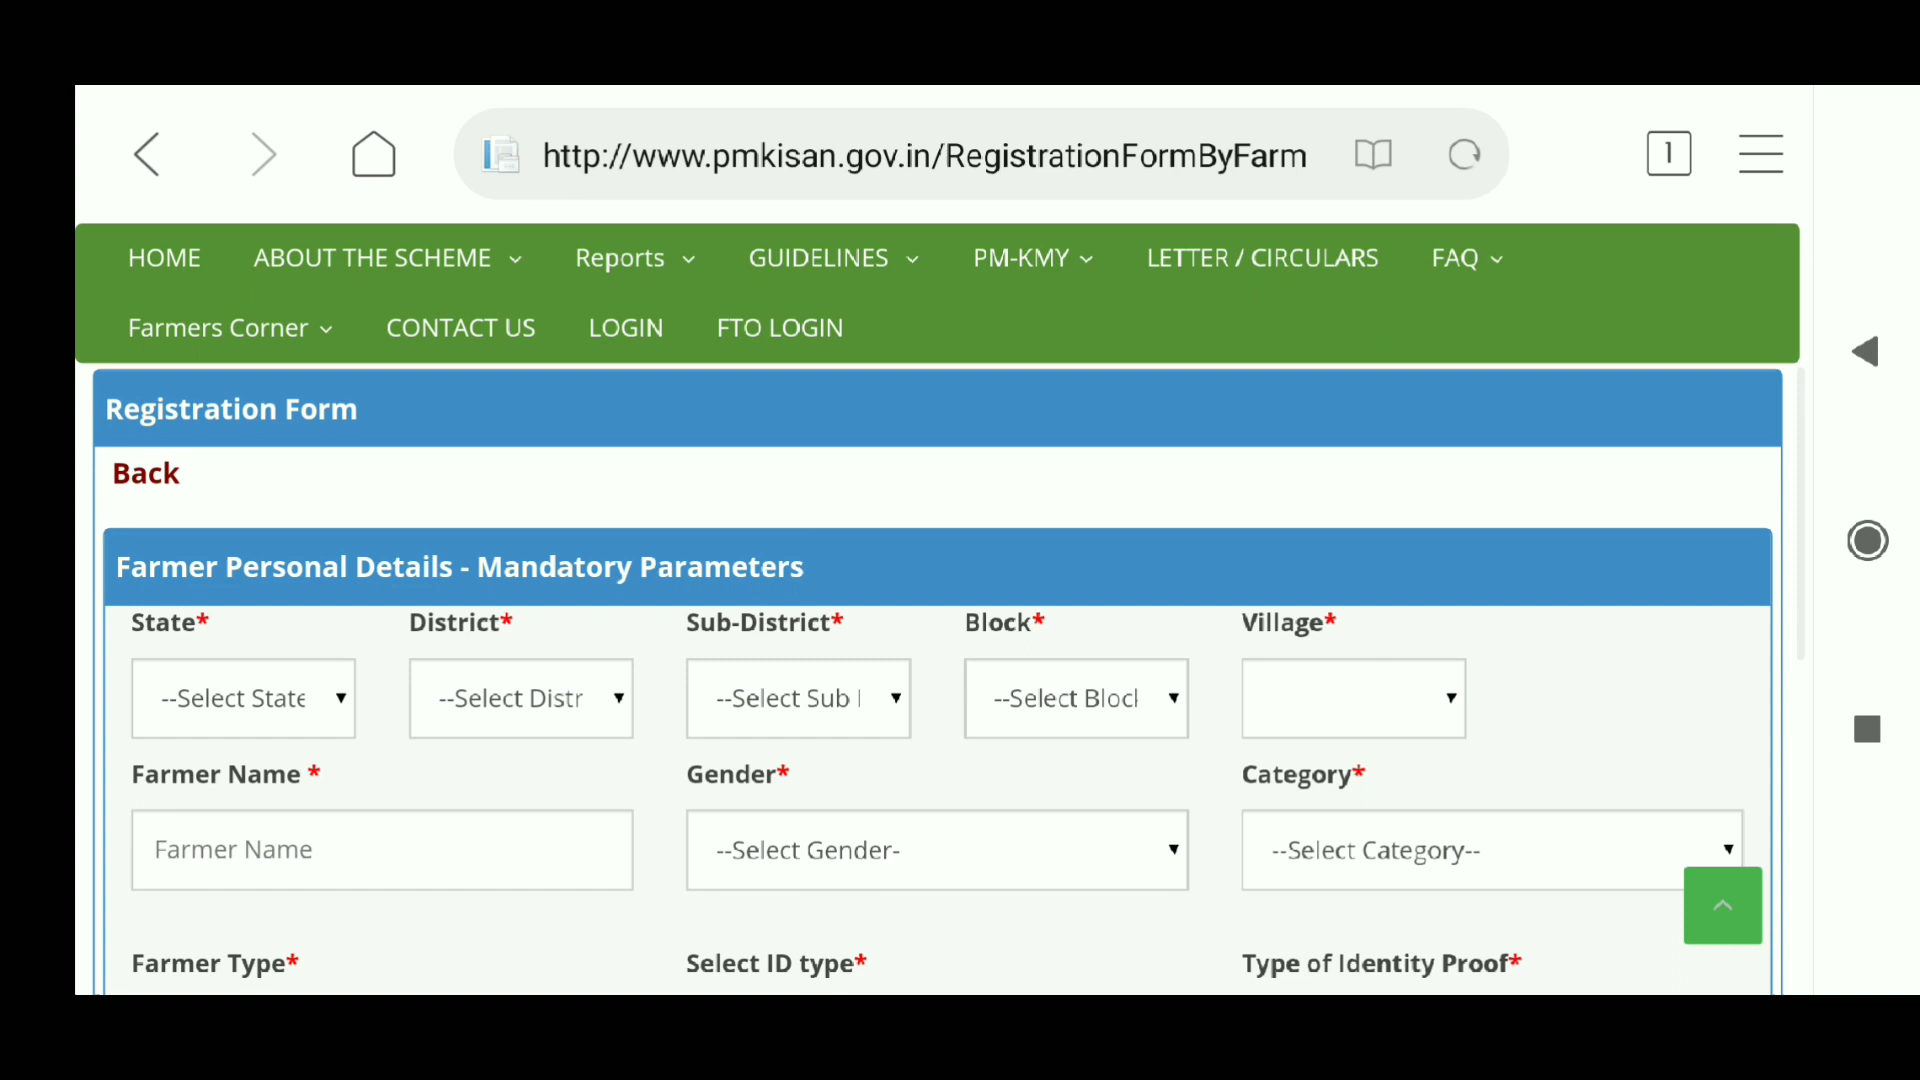 http://www.pmkisan.gov.in/RegistrationFormByFarm
1
HOME ABOUT THE SCHEME Reports GUIDELINES PM-KMY LETTER / CIRCULARS FAQ
Farmers Corner CONTACT US LOGIN FTO LOGIN
Registration Form
Back
Farmer Personal Details - Mandatory Parameters
State* District* Sub-District* Block* Village*
--Select State --Select Distr --Select Sub --Select Block
Farmer Name * Gender* Category*
Farmer Name --Select Gender- --Select Category--
Farmer Type* Select ID type* Type of Identity Proof*